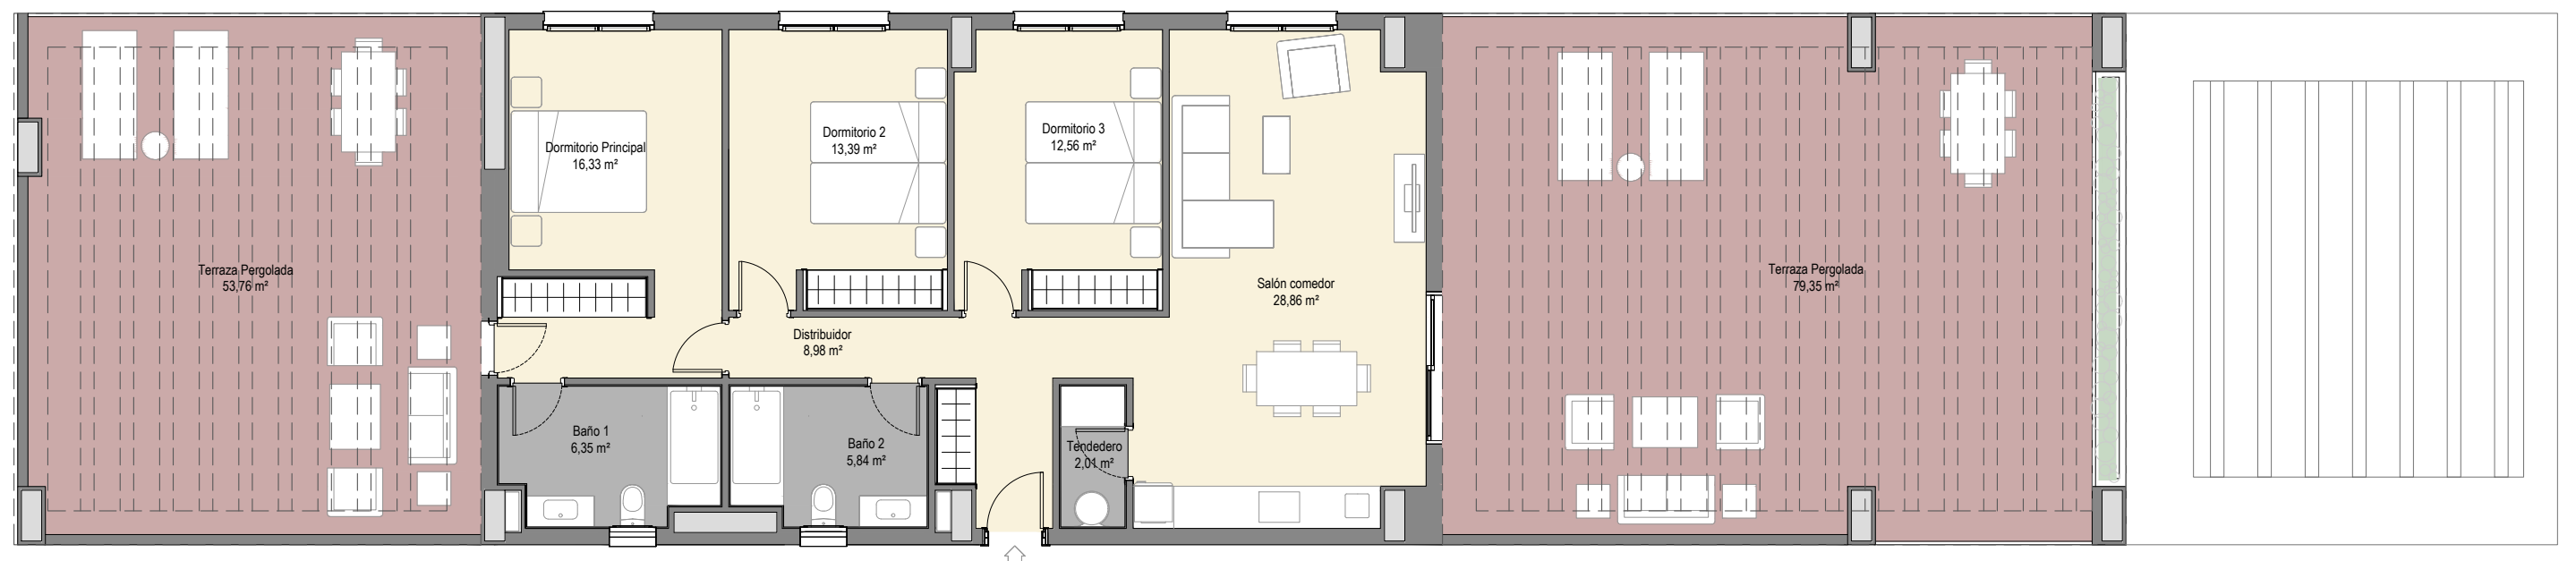 Dormitorio Principal
16,33 m²
Dormitorio 2
13,39 m²
Dormitorio 3
12,56 m²
Terraza Pergolada
53,76 m²
Salón comedor
28,86 m²
Terraza Pergolada
79,35 m²
Distribuidor
8,98 m²
Baño 1
6,35 m²
Baño 2
5,84 m²
Tendedero
2,01 m²